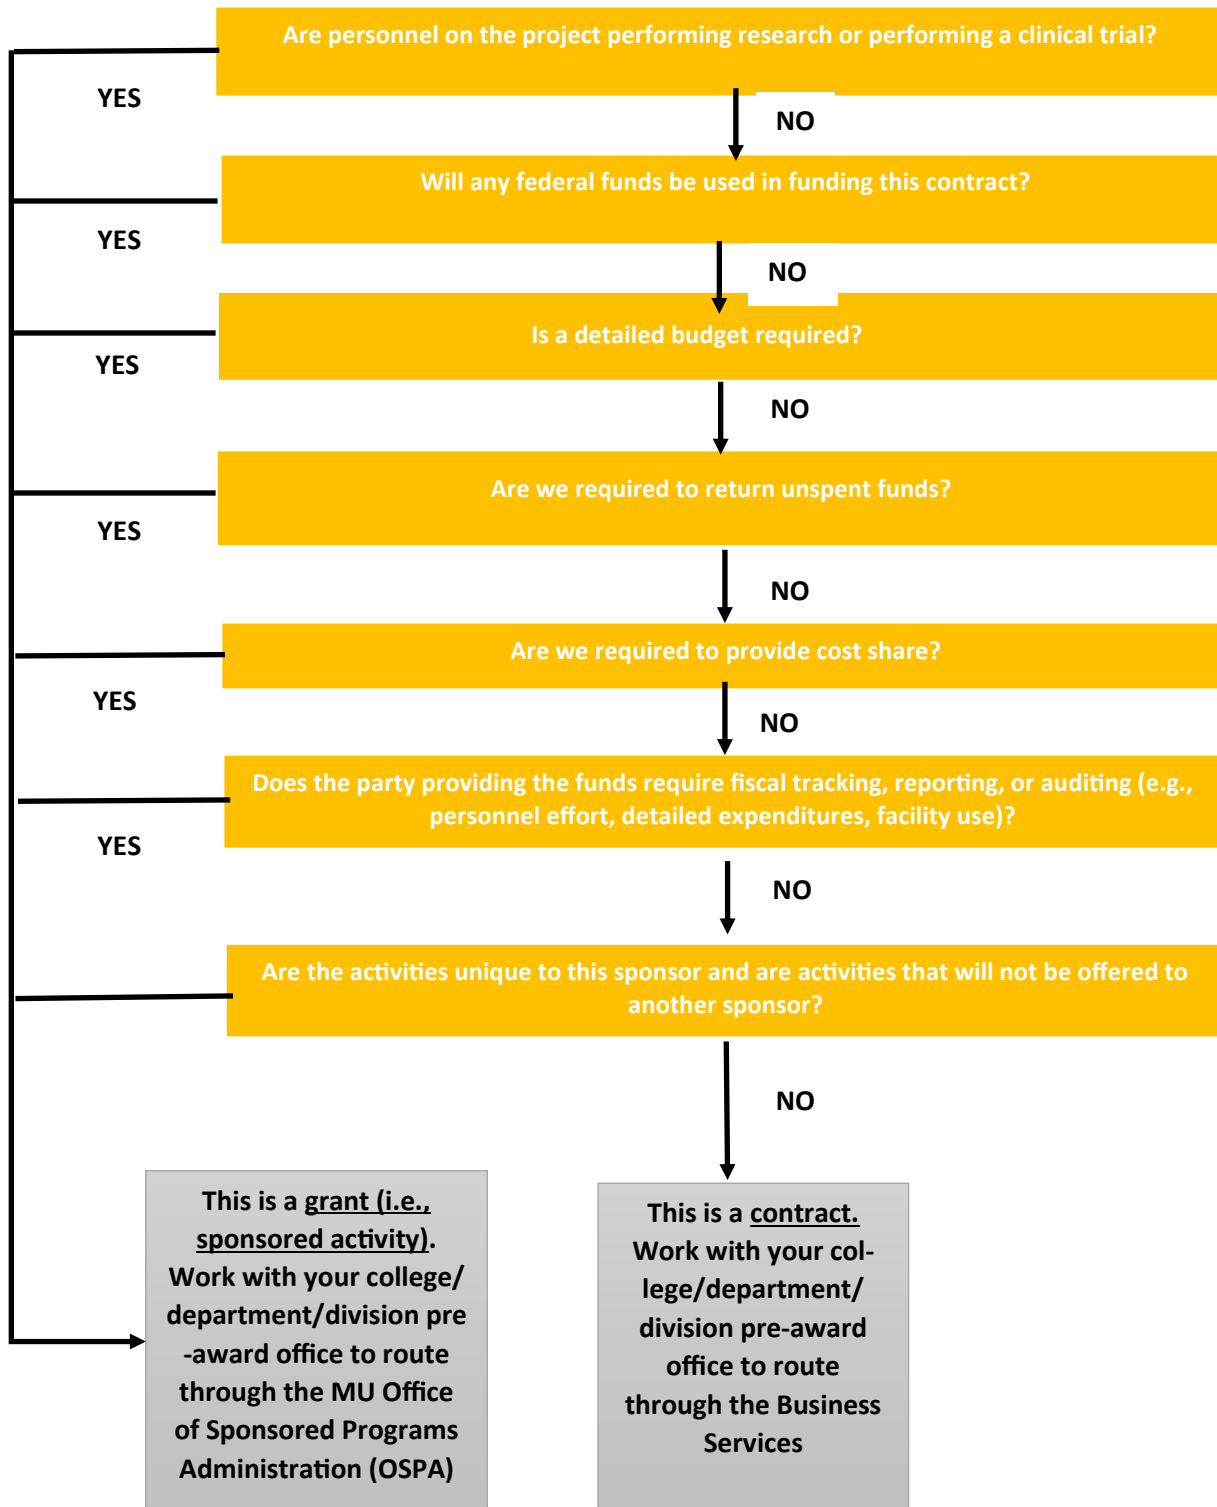 Are personnel on the project performing research or performing a clinical trial?
YES
NO
Will any federal funds be used in funding this contract?
YES
NO
Is a detailed budget required?
YES
NO
Are we required to return unspent funds?
YES
NO
Are we required to provide cost share?
YES
NO
Does the party providing the funds require fiscal tracking, reporting, or auditing (e.g.,
personnel effort, detailed expenditures, facility use)?
YES
NO
Are the activities unique to this sponsor and are activities that will not be offered to
another sponsor?
NO
This is a grant (i.e.,
sponsored activity).
Work with your college/
department/division pre
-award office to route
through the MU Office
of Sponsored Programs
Administration (OSPA)
This is a contract.
Work with your col-
lege/department/
division pre-award
office to route
through the Business
Services